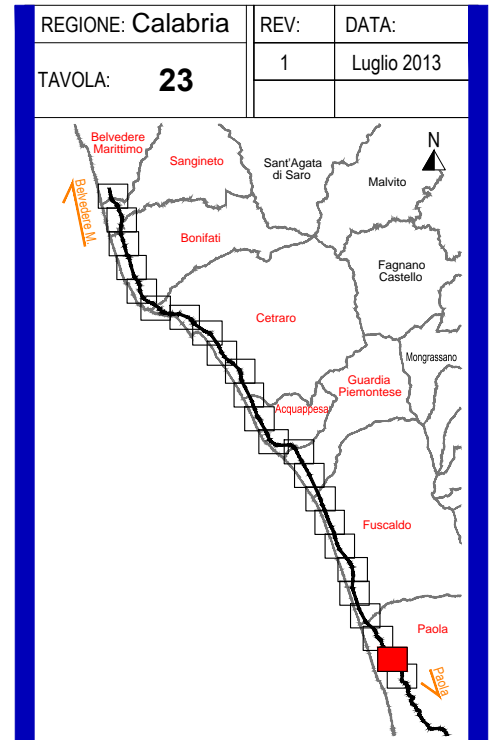 REGIONE: Calabria
REV:
DATA:
TAVOLA: 23
1
Luglio 2013
Belvedere
Marittimo
Sangineto
Sant'Agata
di Saro
Malvito
N
Belvedere M.
Bonifati
Fagnano
Castello
Cetraro
Mongrassano
Guardia
Piemontese
Acquappesa
Fuscaldo
Paola
Paola